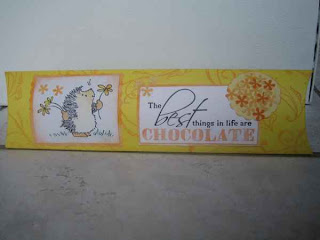 The
best
things in life are
CHOCOLATE